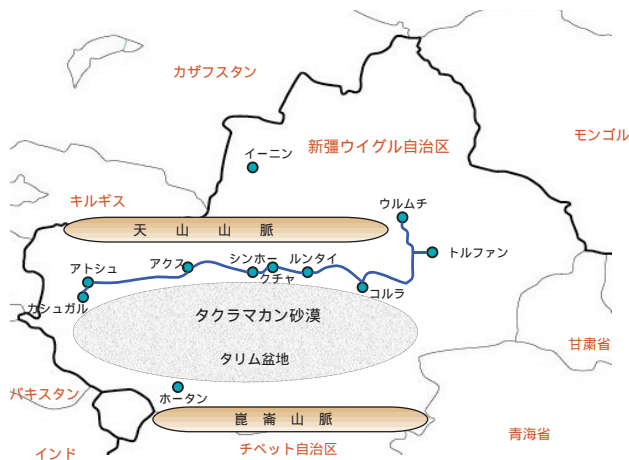 カザフスタン
モンゴル
新疆ウイグル自治区
イーニン
キルギス
ウルムチ
天山山脈
トルファン
アトシュ
アクス
シンホー
クチャ
ルンタイ
コルラ
カシュガル
タクラマカン砂漠
タリム盆地
甘粛省
パキスタン
ホータン
崑崙山脈
青海省
インド
チベット自治区